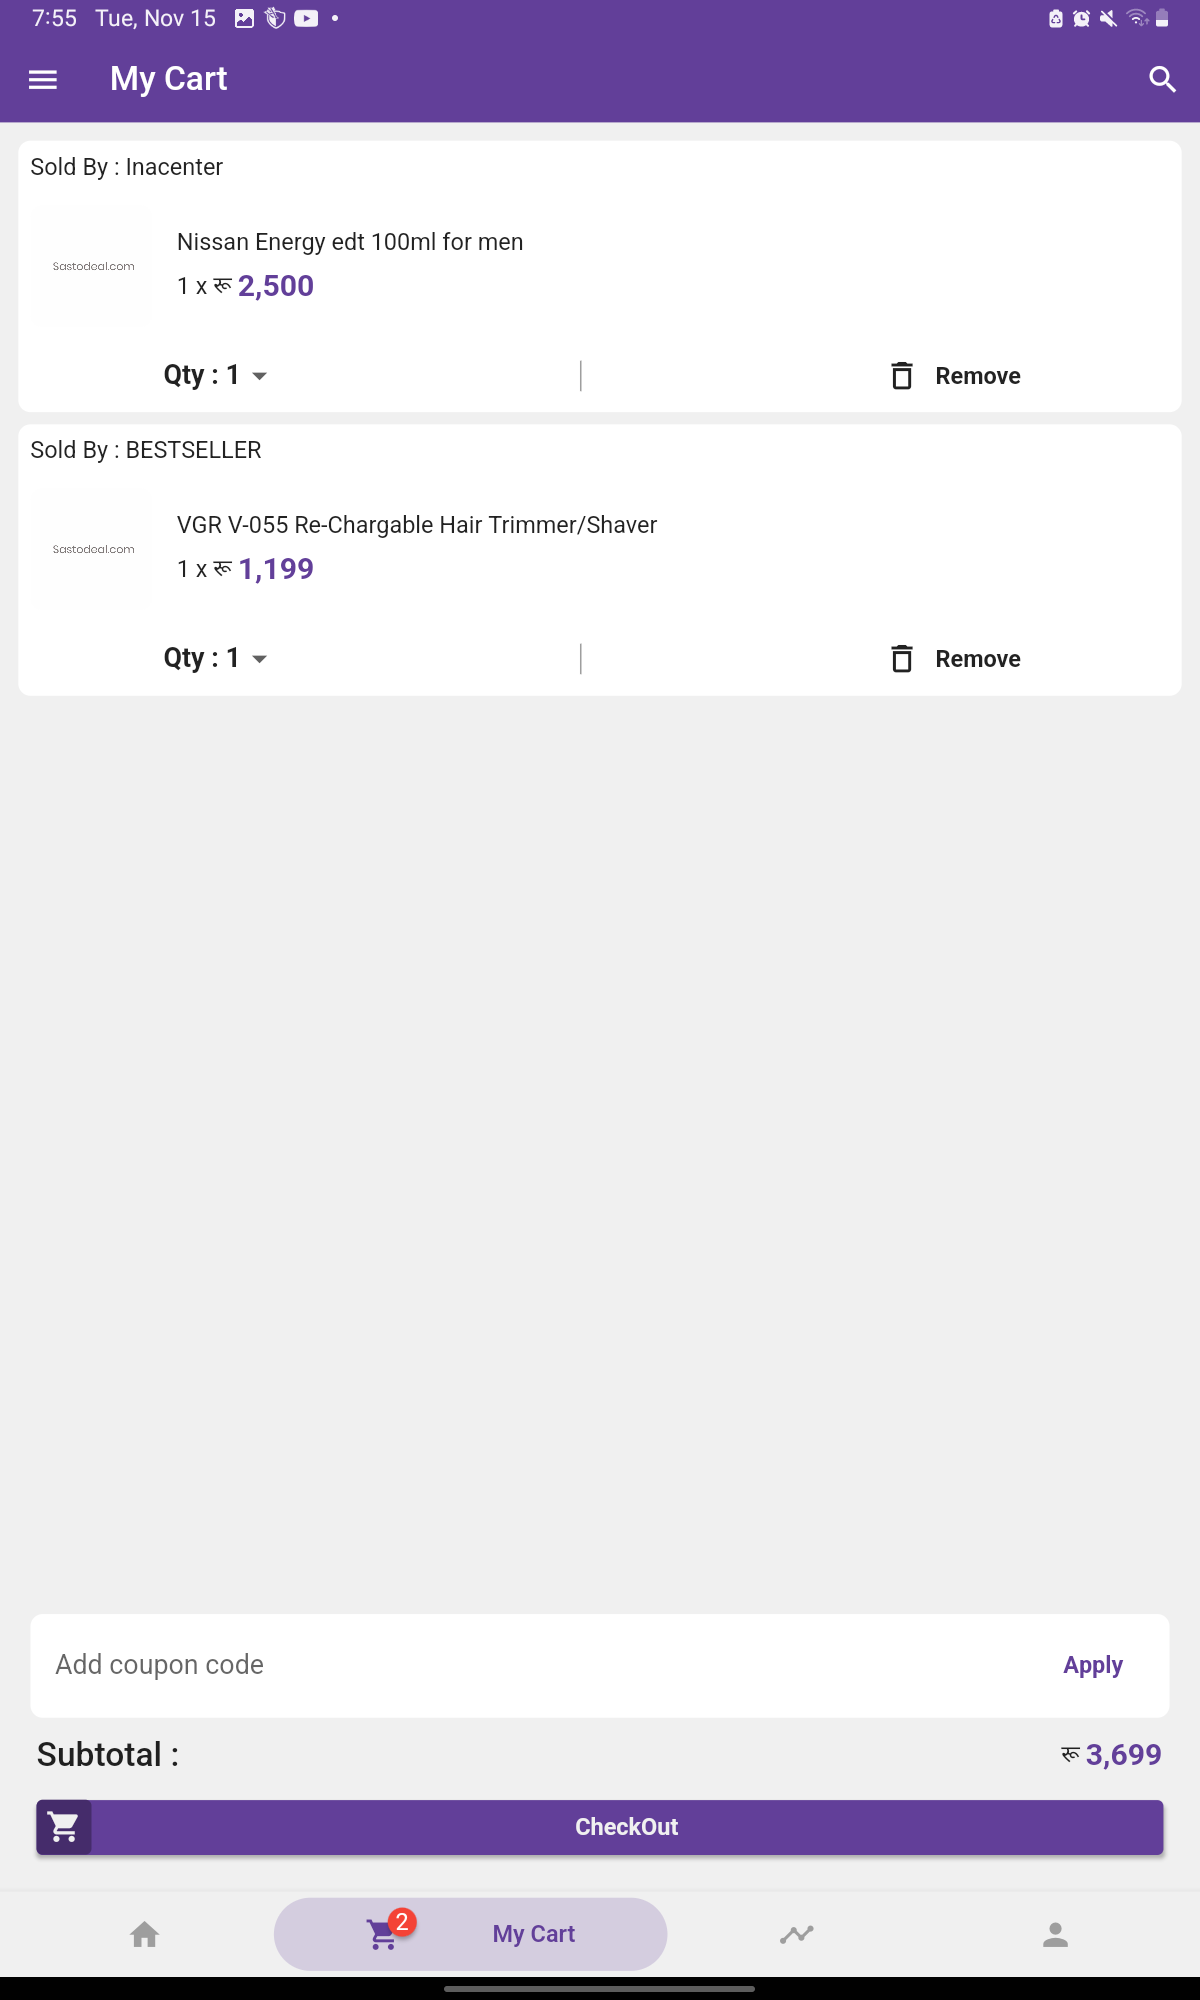 7:55 Tue, Nov 15
My Cart
Sold By : Inacenter
Sastodeal.com
Nissan Energy edt 100ml for men
1 x रू 2,500
Qty : 1
Remove
Sold By : BESTSELLER
Sastodeal.com
VGR V-055 Re-Chargable Hair Trimmer/Shaver
1 x रू 1,199
Qty : 1
Remove
Add coupon code
Apply
Subtotal :
रू 3,699
CheckOut
2
My Cart